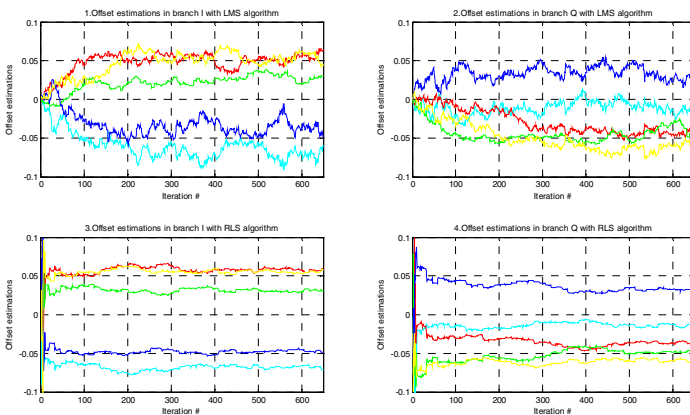 1.Offset estimations in branch I with LMS algorithm
0.1
0.05
0
-0.05
-0.1
Offset estimations
0 100 200 300 400 500 600
Iteration #
2.Offset estimations in branch Q with LMS algorithm
0.1
0.05
0
-0.05
-0.1
Offset estimations
0 100 200 300 400 500 600
Iteration #
3.Offset estimations in branch I with RLS algorithm
0.1
0.05
0
-0.05
-0.1
Offset estimations
0 100 200 300 400 500 600
Iteration #
4.Offset estimations in branch Q with RLS algorithm
0.1
0.05
0
-0.05
-0.1
Offset estimations
0 100 200 300 400 500 600
Iteration #